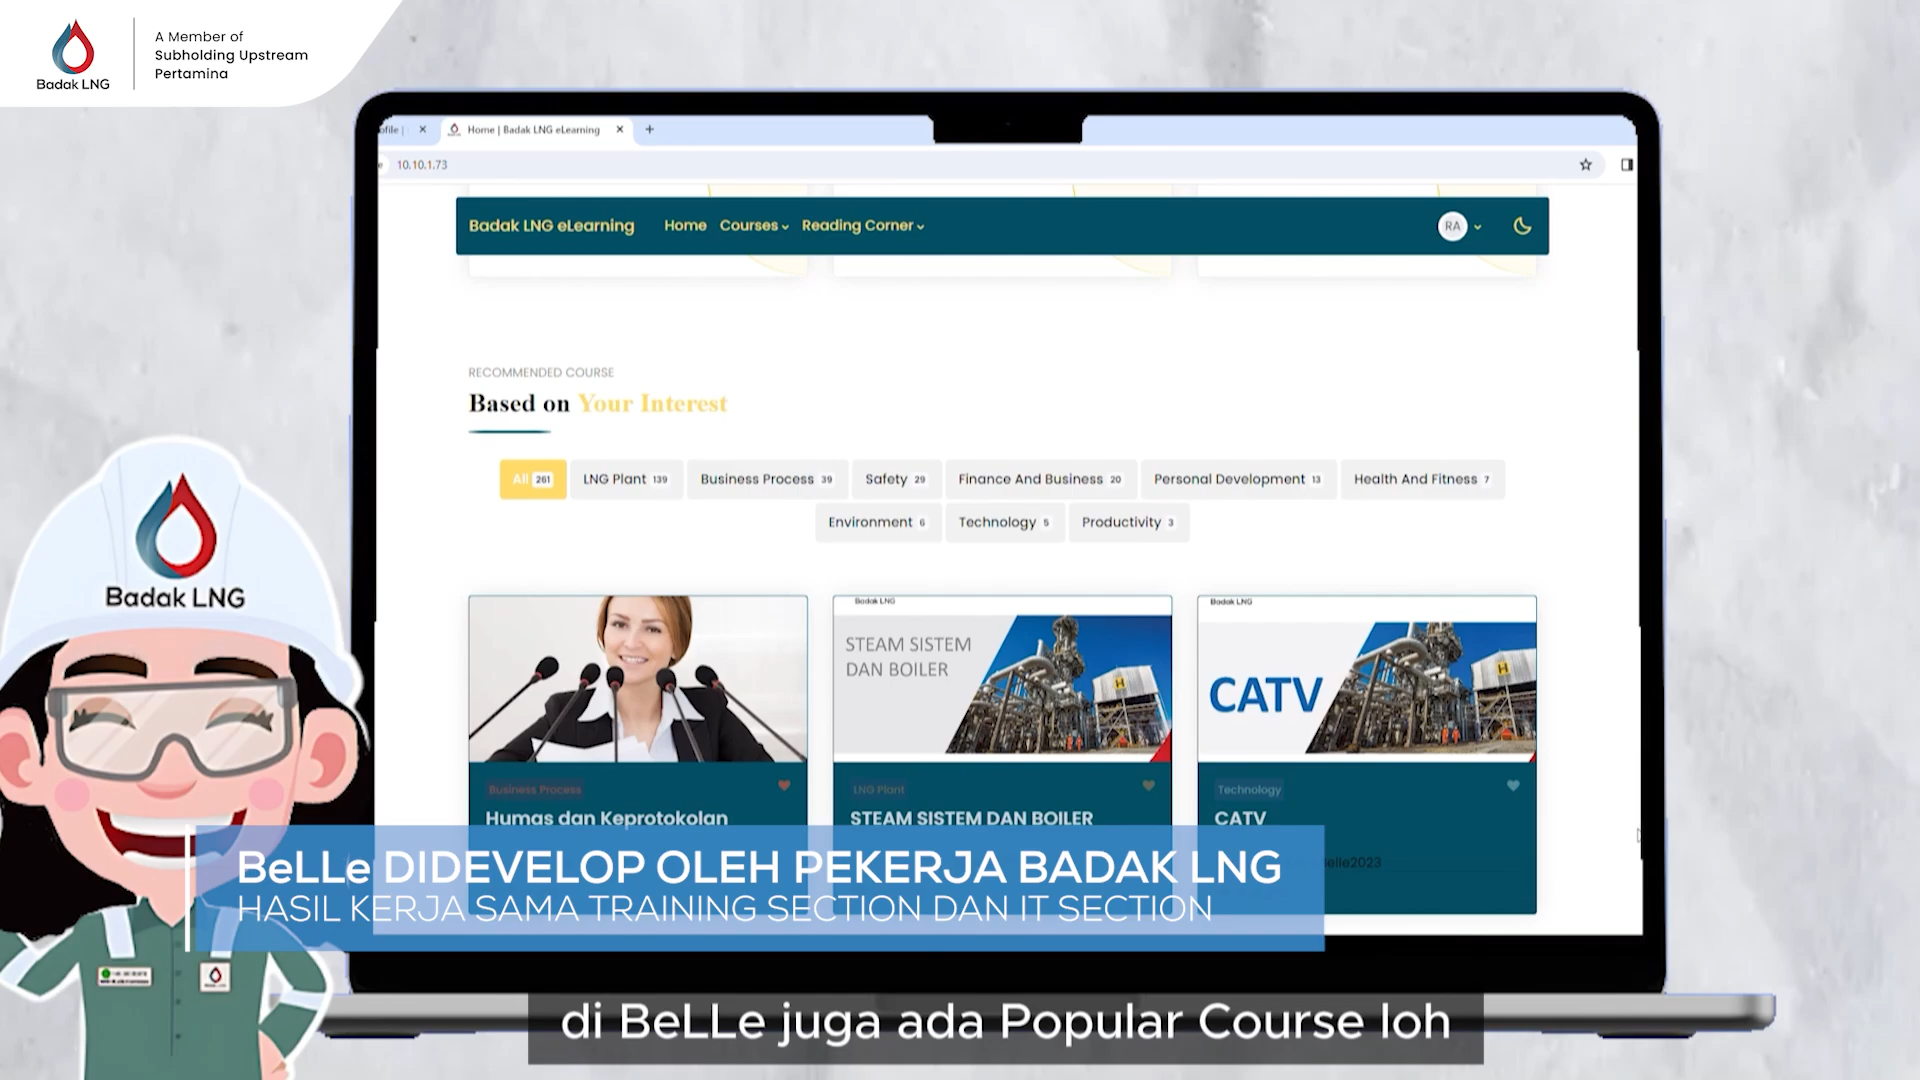 Badak LNG
A Member of
Subholding Upstream
Pertamina
ofile |
Home | Badak LNG eLearning
10.10.1.73
Badak LNG eLearning
Home
Courses
Reading Corner
RA
RECOMMENDED COURSE
Based on Your Interest
All 261
LNG Plant 139
Business Process 39
Safety 29
Finance And Business 20
Personal Development 13
Health And Fitness 7
Environment 6
Technology 5
Productivity 3
Badak LNG
Badak LNG
STEAM SISTEM
DAN BOILER
Badak LNG
CATV
H
H
Business Process
LNG Plant
Technology
Humas dan Keprotokolan
STEAM SISTEM DAN BOILER
CATV
elle2023
BeLLe DIDEVELOP OLEH PEKERJA BADAK LNG
HASIL KERJA SAMA TRAINING SECTION DAN IT SECTION
di BeLLe juga ada Popular Course loh